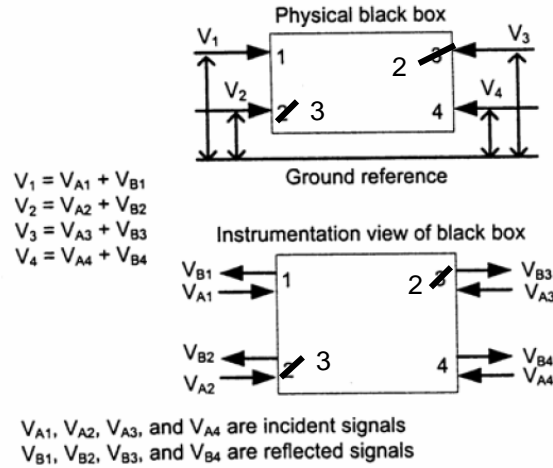 Physical black box
V1 V3
1 2 3
V2 V4
2 3 4
Ground reference
V1 = VA1 + VB1
V2 = VA2 + VB2
V3 = VA3 + VB3
V4 = VA4 + VB4
Instrumentation view of black box
VB1 1 2 3 VB3
VA1 VA3
VB2 2 3 4 VB4
VA2 VA4
VA1, VA2, VA3, and VA4 are incident signals
VB1, VB2, VB3, and VB4 are reflected signals